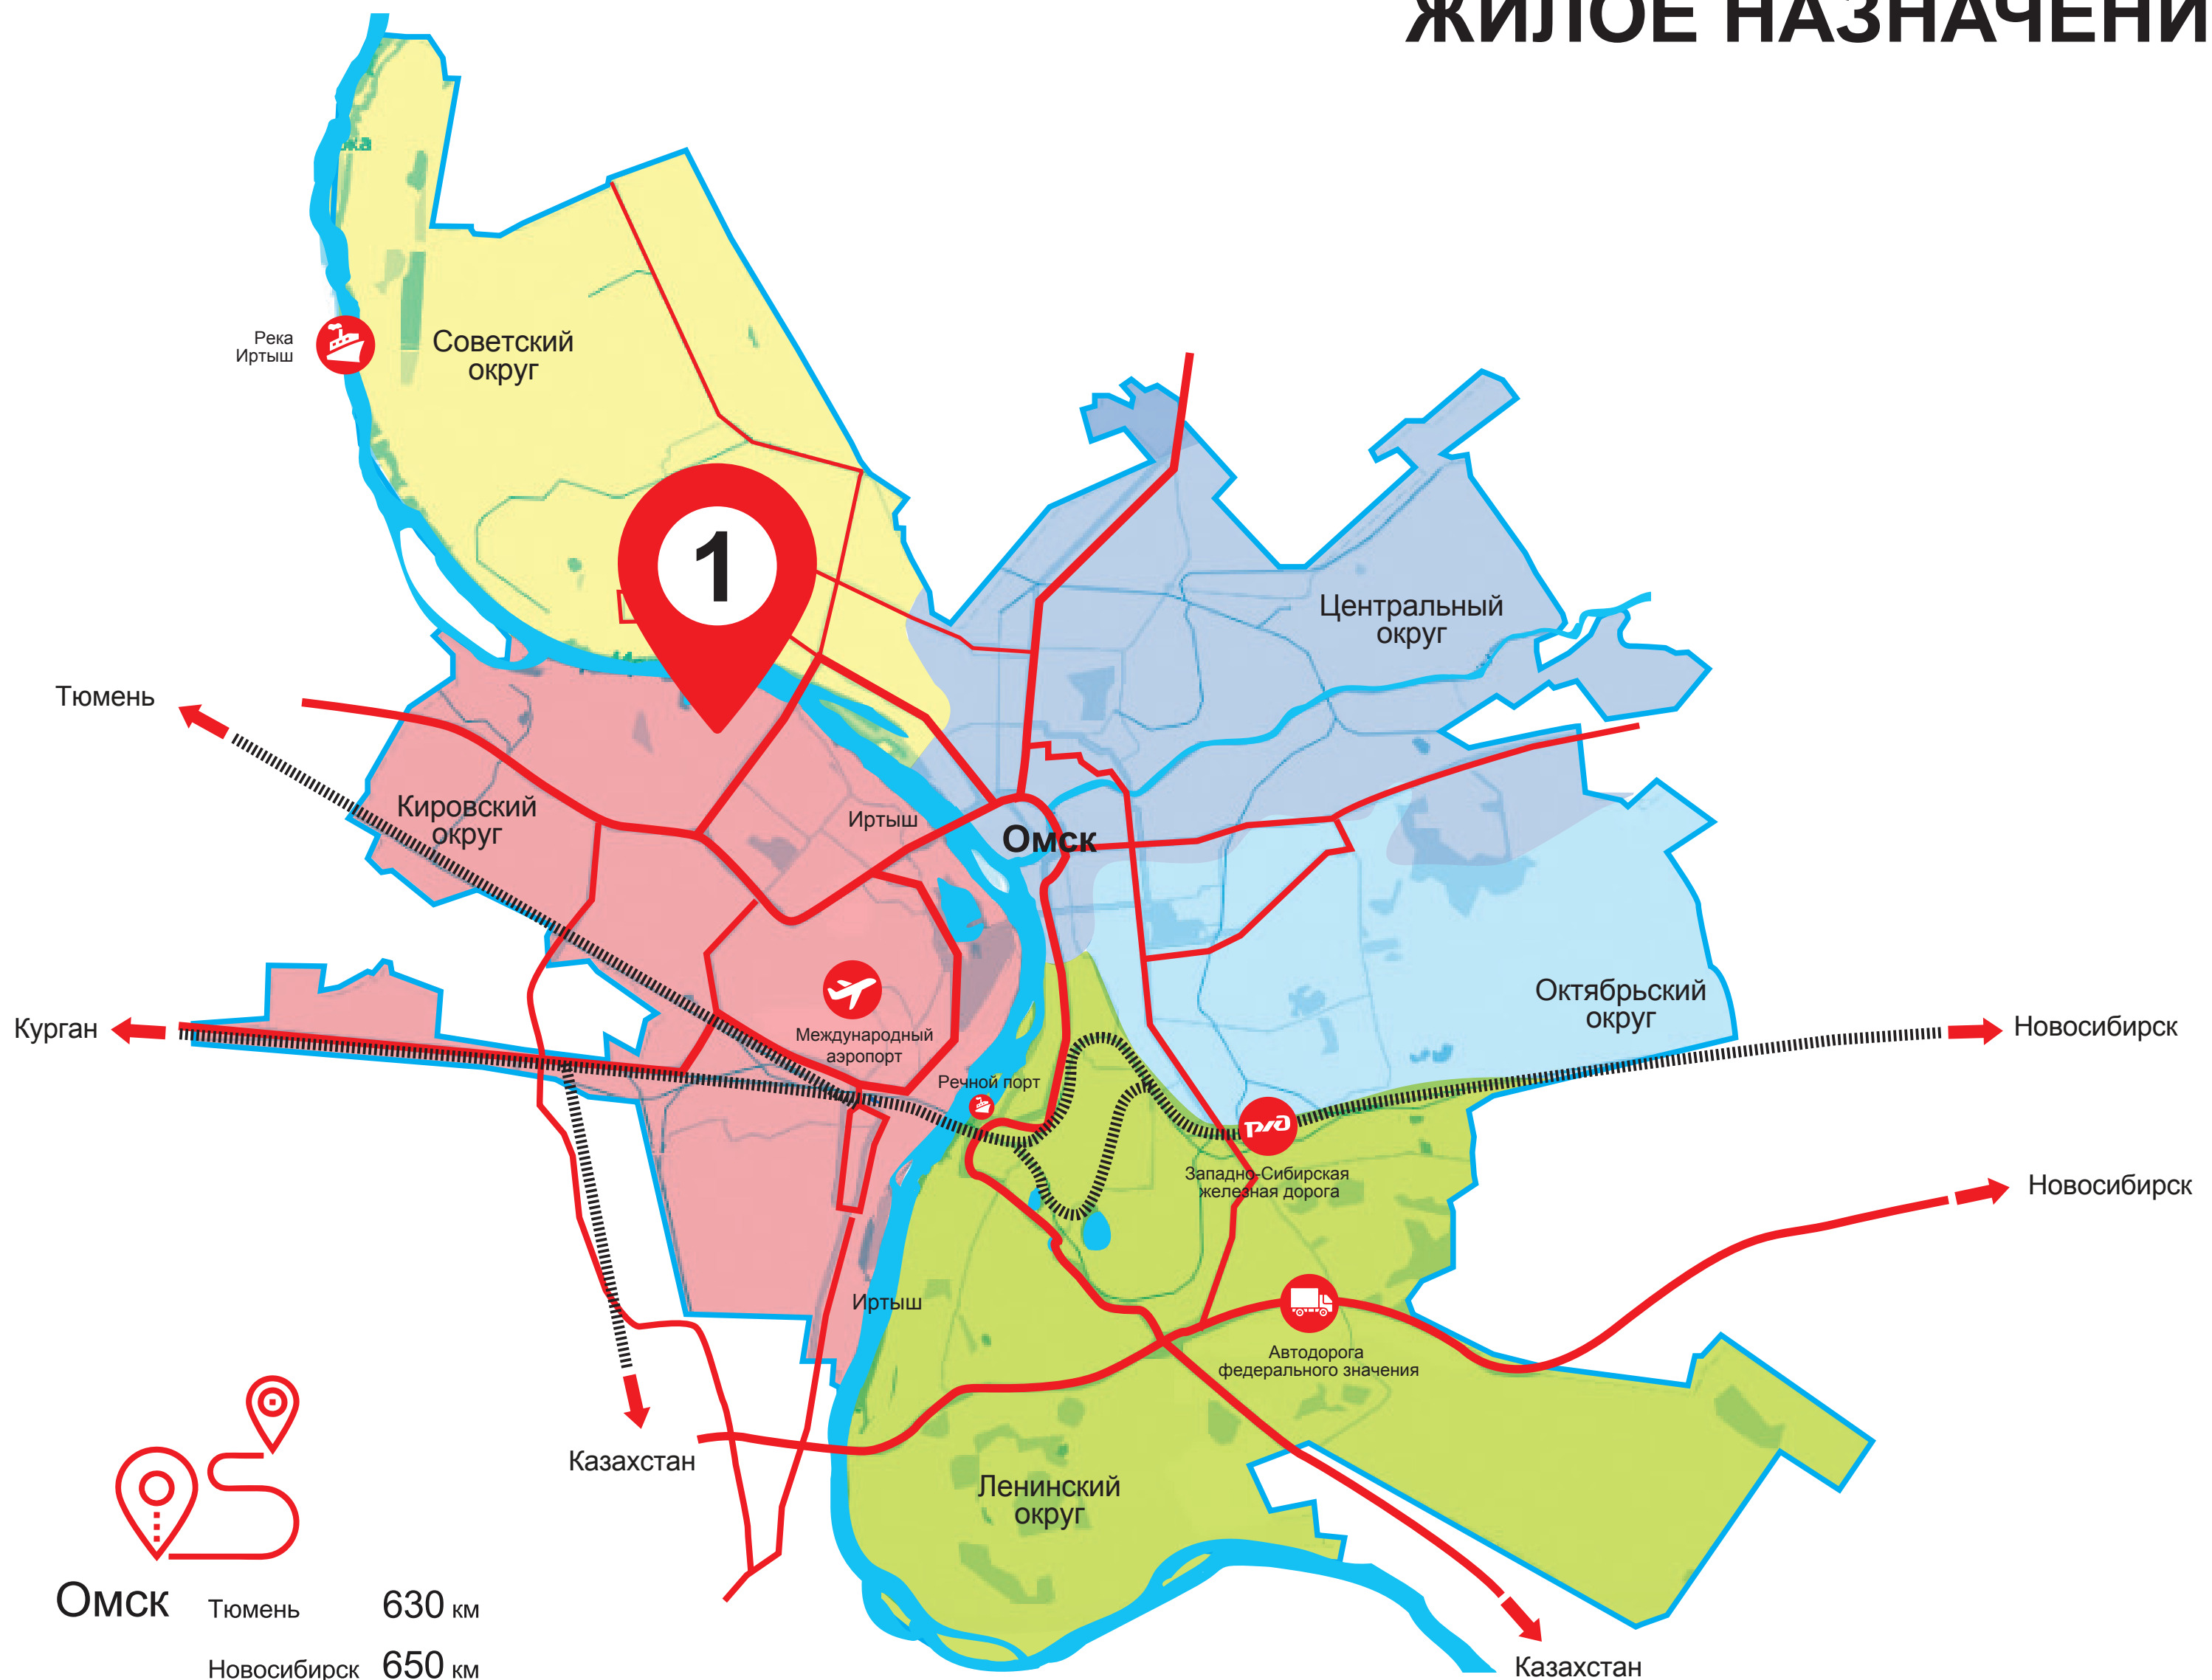 ЖИЛОЕ НАЗНАЧЕНИ
Река
Иртыш
Советский
округ
1
Центральный
округ
Тюмень
Кировский
округ
Иртыш
Омск
Октябрьский
округ
Курган
Международный
аэропорт
Новосибирск
Речной порт
РЖД
Западно-Сибирская
железная дорога
Новосибирск
Иртыш
Автодорога
федерального значения
Казахстан
Ленинский
округ
Омск Тюмень 630 км
Новосибирск 650 км
Казахстан